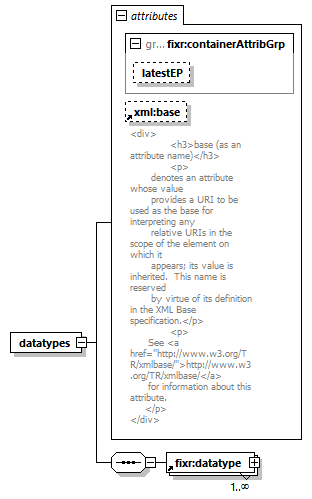 attributes
gr... fixr:containerAttribGrp
latestEP
xml:base
<div>
<h3>base (as an
attribute name)</h3>
<p>
denotes an attribute
whose value
provides a URI to be
used as the base for
interpreting any
relative URIs in the
scope of the element on
which it
appears; its value is
inherited.  This name is
reserved
by virtue of its definition
in the XML Base
specification.</p>
<p>
See <a
href="http://www.w3.org/T
R/xmlbase/">http://www.w3
.org/TR/xmlbase/</a>
for information about this
attribute.
</p>
</div>
datatypes
fixr:datatype
1..∞